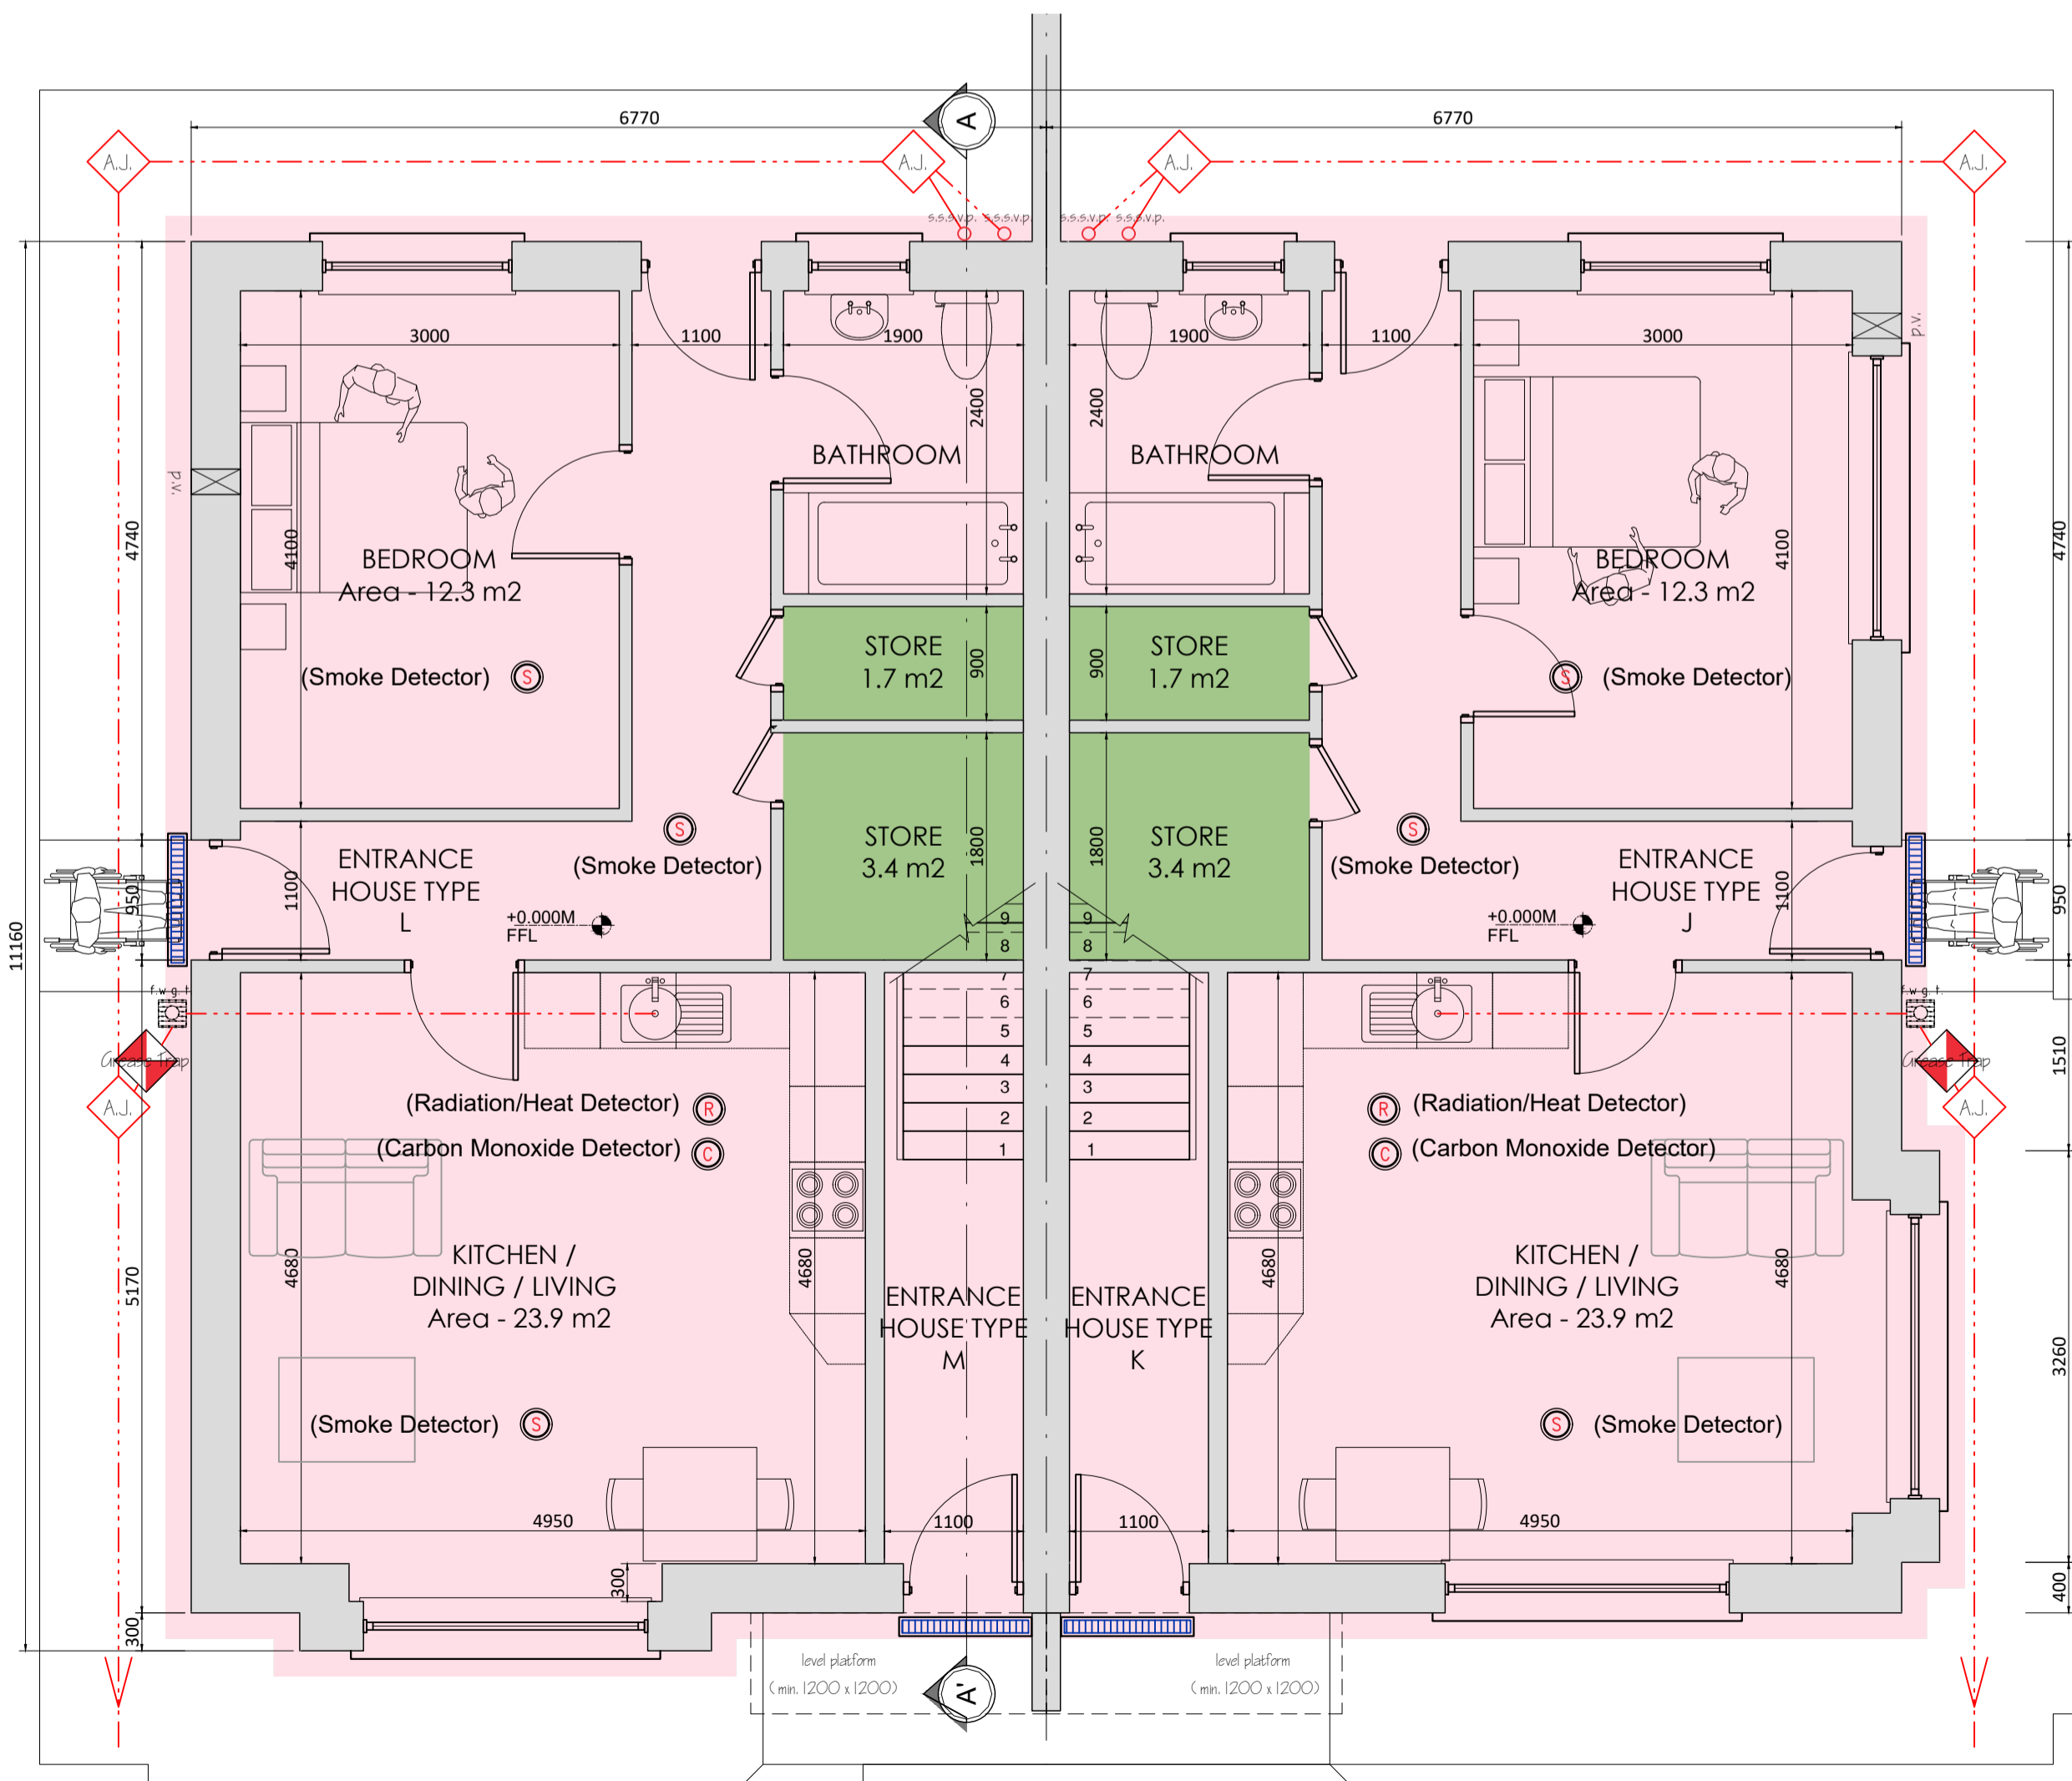 A
6770
6770
A.J.
A.J.
A.J.
A.J.
s.s.s.v.p. s.s.s.v.p.
s.s.s.v.p. s.s.s.v.p.
p.v.
3000
1100
1900
1900
1100
3000
2400
2400
BATHROOM
BATHROOM
p.v.
4740
4100
4100
4740
BEDROOM
Area - 12.3 m2
BEDROOM
Area - 12.3 m2
STORE
1.7 m2
900
900
STORE
1.7 m2
(Smoke Detector) S
S (Smoke Detector)
STORE
3.4 m2
1800
1800
STORE
3.4 m2
S
(Smoke Detector)
S
(Smoke Detector)
ENTRANCE
HOUSE TYPE
L
ENTRANCE
HOUSE TYPE
J
950
1100
1100
950
+0.000M
FFL
+0.000M
FFL
11160
9
8
7
6
5
4
3
2
1
9
8
7
6
5
4
3
2
1
f.w.g.t.
f.w.g.t.
Grease Trap
Grease Trap
A.J.
A.J.
1510
(Radiation/Heat Detector) R
(Carbon Monoxide Detector) C
R (Radiation/Heat Detector)
C (Carbon Monoxide Detector)
5170
4680
4680
4680
4680
3260
KITCHEN /
DINING / LIVING
Area - 23.9 m2
KITCHEN /
DINING / LIVING
Area - 23.9 m2
ENTRANCE
HOUSE TYPE
M
ENTRANCE
HOUSE TYPE
K
(Smoke Detector) S
S (Smoke Detector)
4950
1100
1100
4950
300
300
400
level platform
( min. 1200 x 1200)
level platform
( min. 1200 x 1200)
A'